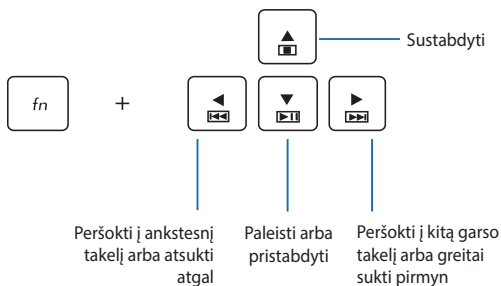 Sustabdyti
fn
+
Peršokti į ankstesnį
takelį arba atsukti
atgal
Paleisti arba
pristabdyti
Peršokti į kitą garso
takelį arba greitai
sukti pirmyn